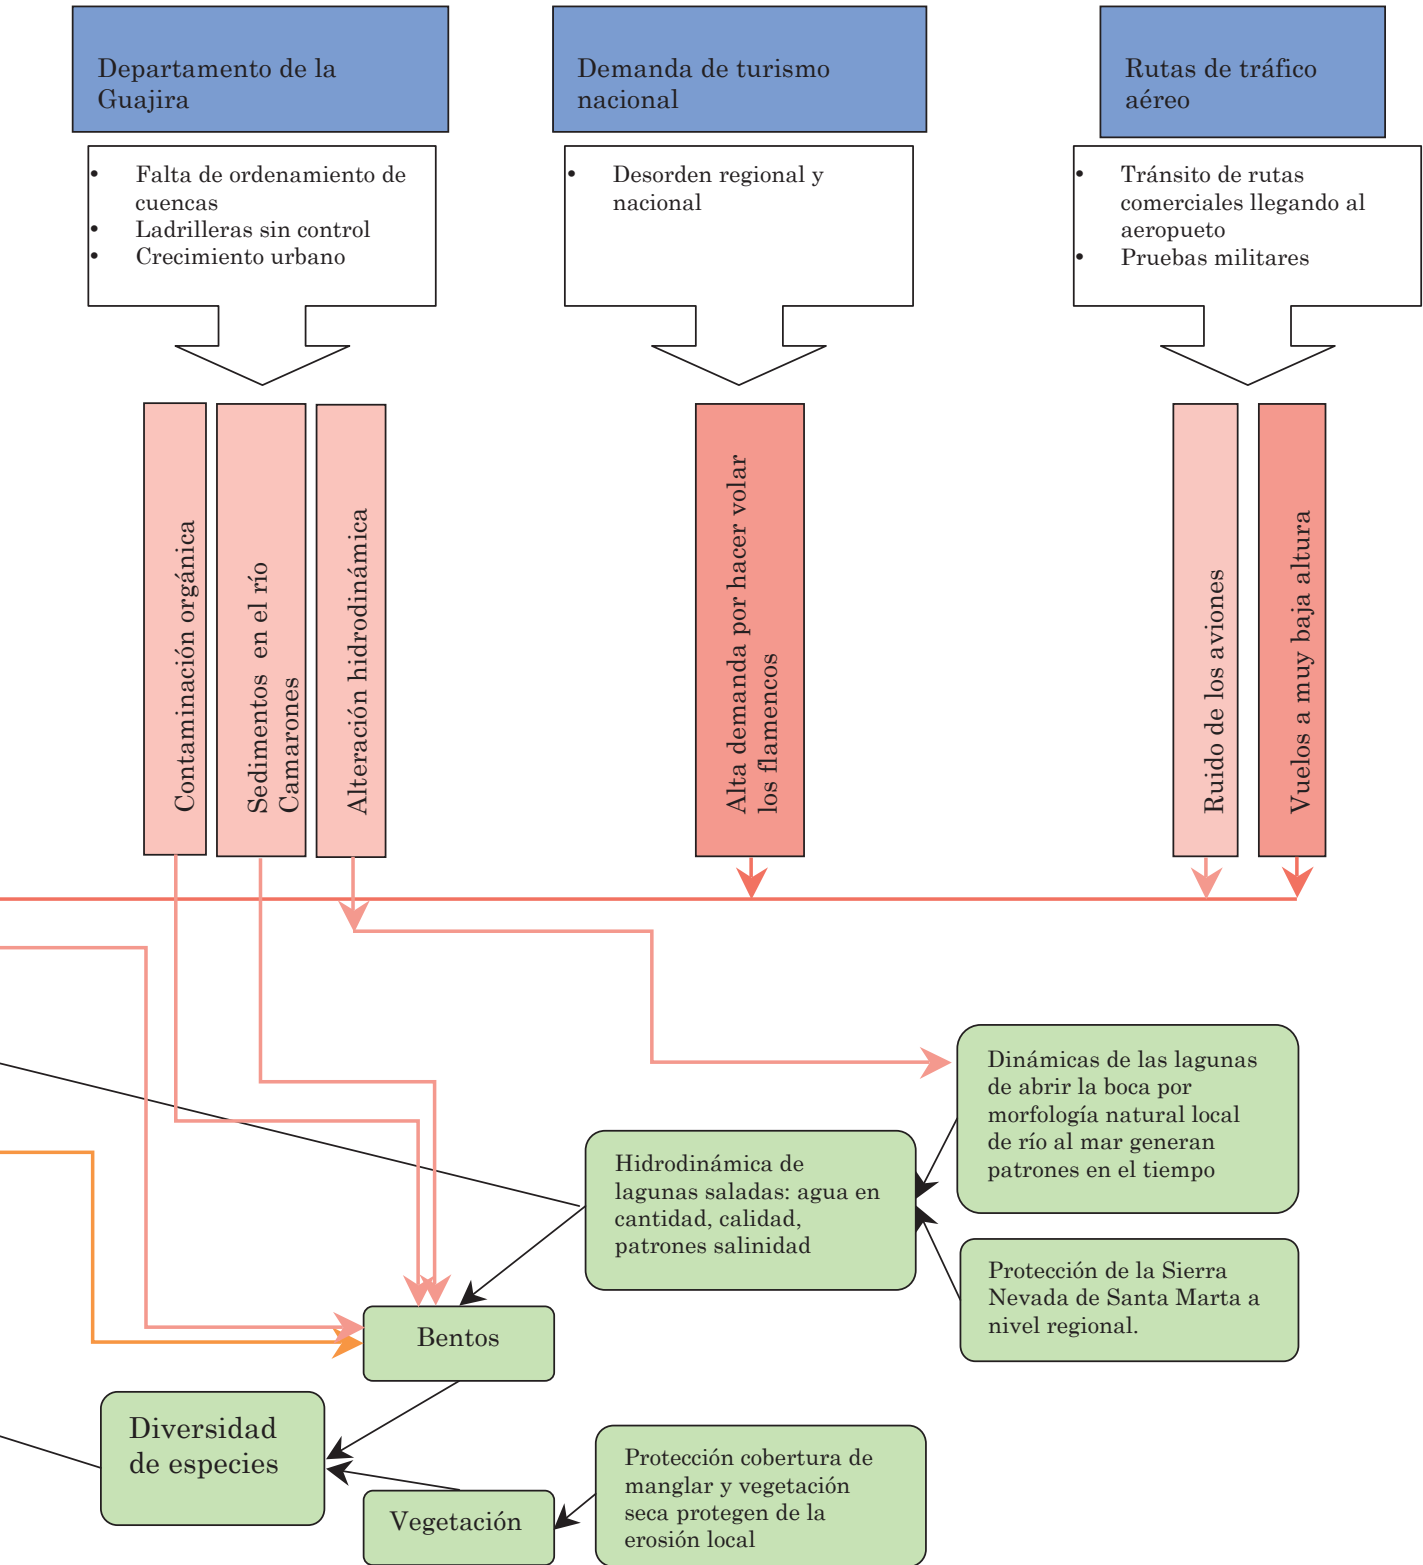 Departamento de la
Guajira
Demanda de turismo
nacional
Rutas de tráfico
aéreo
• Falta de ordenamiento de
cuencas
• Ladrilleras sin control
• Crecimiento urbano
• Desorden regional y
nacional
• Tránsito de rutas
comerciales llegando al
aeropueto
• Pruebas militares
Contaminación orgánica
Sedimentos en el río
Camarones
Alteración hidrodinámica
Alta demanda por hacer volar
los flamencos
Ruido de los aviones
Vuelos a muy baja altura
Dinámicas de las lagunas
de abrir la boca por
morfología natural local
de río al mar generan
patrones en el tiempo
Hidrodinámica de
lagunas saladas: agua en
cantidad, calidad,
patrones salinidad
Protección de la Sierra
Nevada de Santa Marta a
nivel regional.
Bentos
Diversidad
de especies
Protección cobertura de
manglar y vegetación
seca protegen de la
erosión local
Vegetación